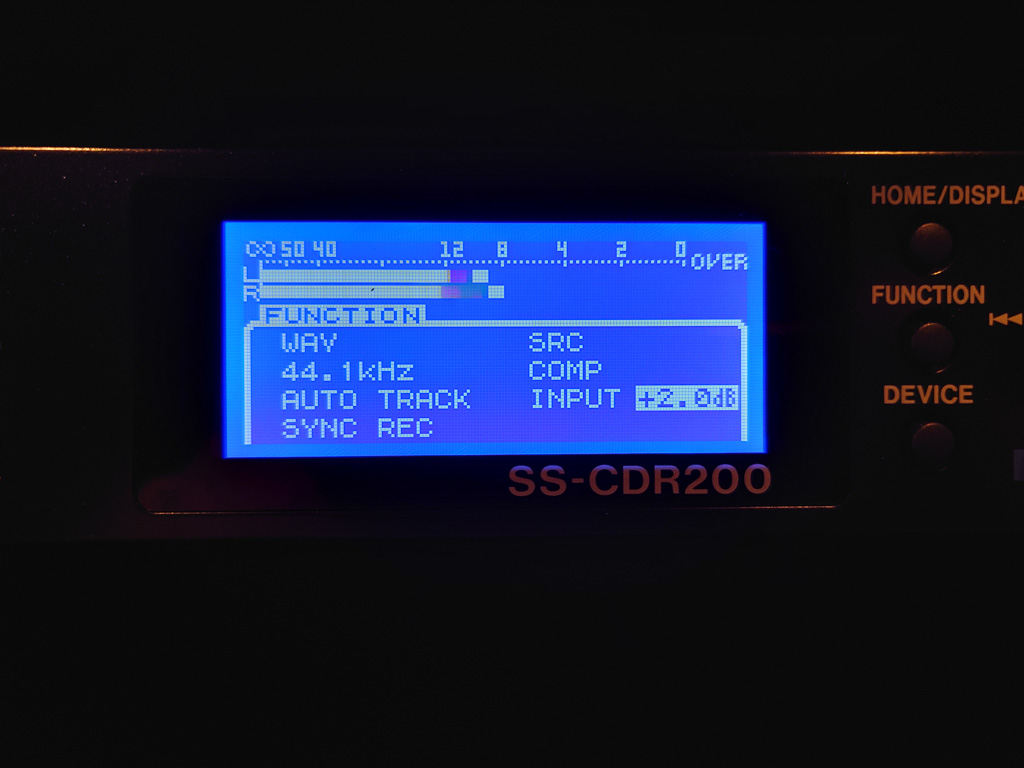 ∞ 50 40 12 8 4 2 0 OVER
L
R
FUNCTION
WAV SRC
44.1kHz COMP
AUTO TRACK INPUT +2.0dB
SYNC REC
SS-CDR200
HOME/DISPLA
FUNCTION
DEVICE